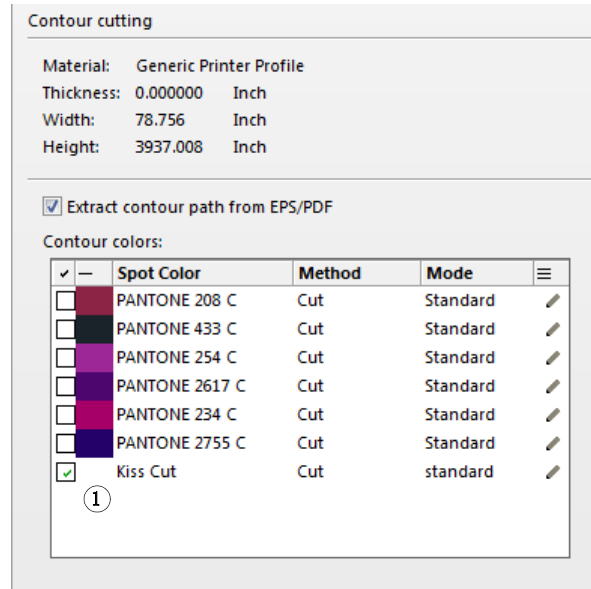 Contour cutting
Material: Generic Printer Profile
Thickness: 0.000000 Inch
Width: 78.756 Inch
Height: 3937.008 Inch
Extract contour path from EPS/PDF
Contour colors:
Spot Color Method Mode
PANTONE 208 C Cut Standard
PANTONE 433 C Cut Standard
PANTONE 254 C Cut Standard
PANTONE 2617 C Cut Standard
PANTONE 234 C Cut Standard
PANTONE 2755 C Cut Standard
Kiss Cut Cut standard
①